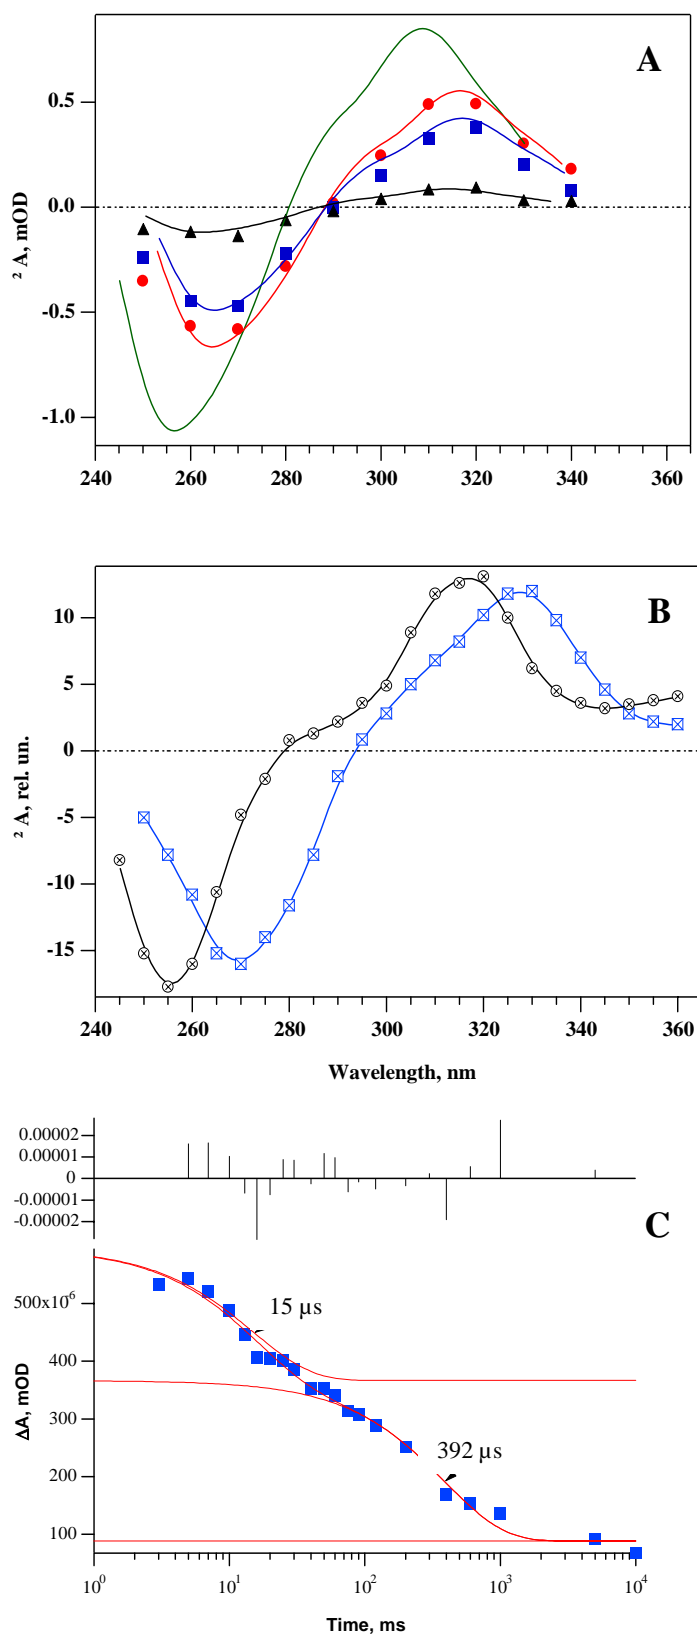 A
0.5
0.0
-0.5
-1.0
² A, mOD
240 260 280 300 320 340 360
B
10
5
0
-5
-10
-15
² A, rel. un.
240 260 280 300 320 340 360
Wavelength, nm
0.00002
0.00001
0
-0.00001
-0.00002
C
500x10⁶
400
300
200
100
ΔA, mOD
15 µs
392 µs
10⁰ 10¹ 10² 10³ 10⁴
Time, ms